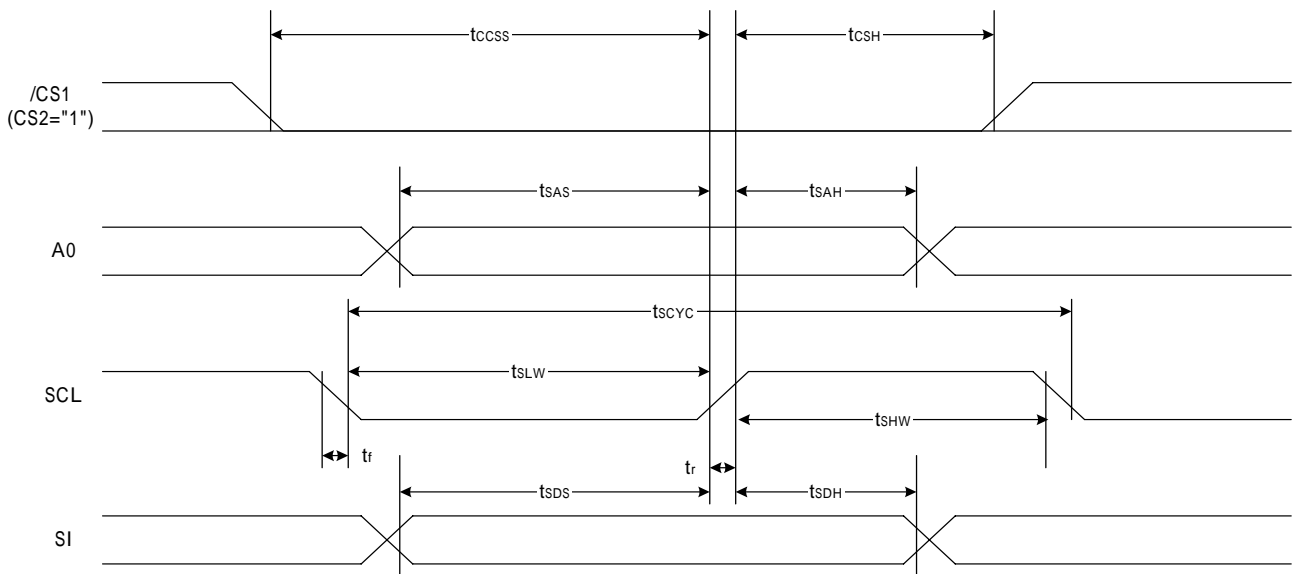 tCCSS
tCSH
/CS1
(CS2="1")
tSAS
tSAH
A0
tSCYC
tSLW
SCL
tSHW
tf
tr
tSDS
tSDH
SI